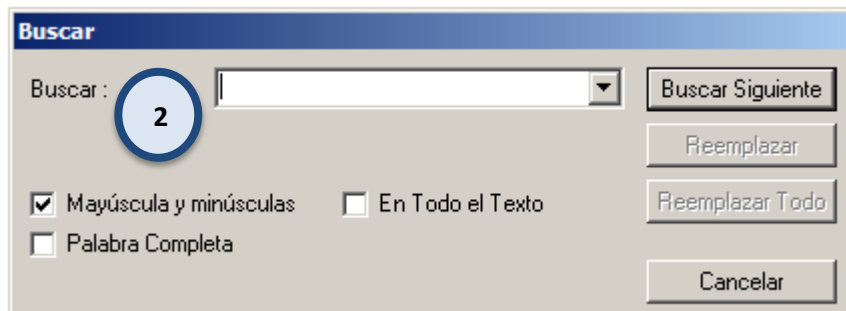 Buscar
Buscar : Buscar Siguiente
2
Reemplazar
Mayúscula y minúsculas En Todo el Texto Reemplazar Todo
Palabra Completa
Cancelar